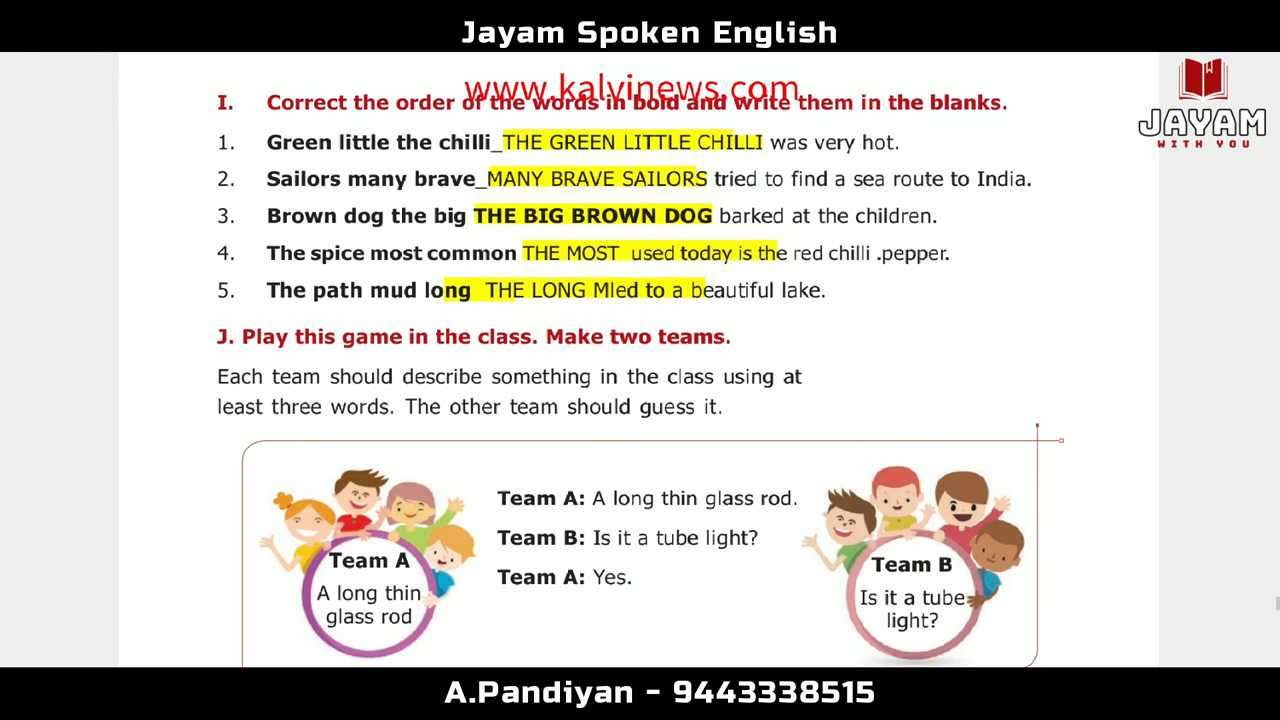 Jayam Spoken English
www.kalvinews.com
I. Correct the order of the words in bold and write them in the blanks.
JAYAM
WITH YOU
1. Green little the chilli_THE GREEN LITTLE CHILLI was very hot.
2. Sailors many brave_MANY BRAVE SAILORS tried to find a sea route to India.
3. Brown dog the big THE BIG BROWN DOG barked at the children.
4. The spice most common THE MOST used today is the red chilli .pepper.
5. The path mud long THE LONG Mled to a beautiful lake.
J. Play this game in the class. Make two teams.
Each team should describe something in the class using at
least three words. The other team should guess it.
Team A: A long thin glass rod.
Team B: Is it a tube light?
Team A: Yes.
Team A
A long thin
glass rod
Team B
Is it a tube
light?
A.Pandiyan - 9443338515